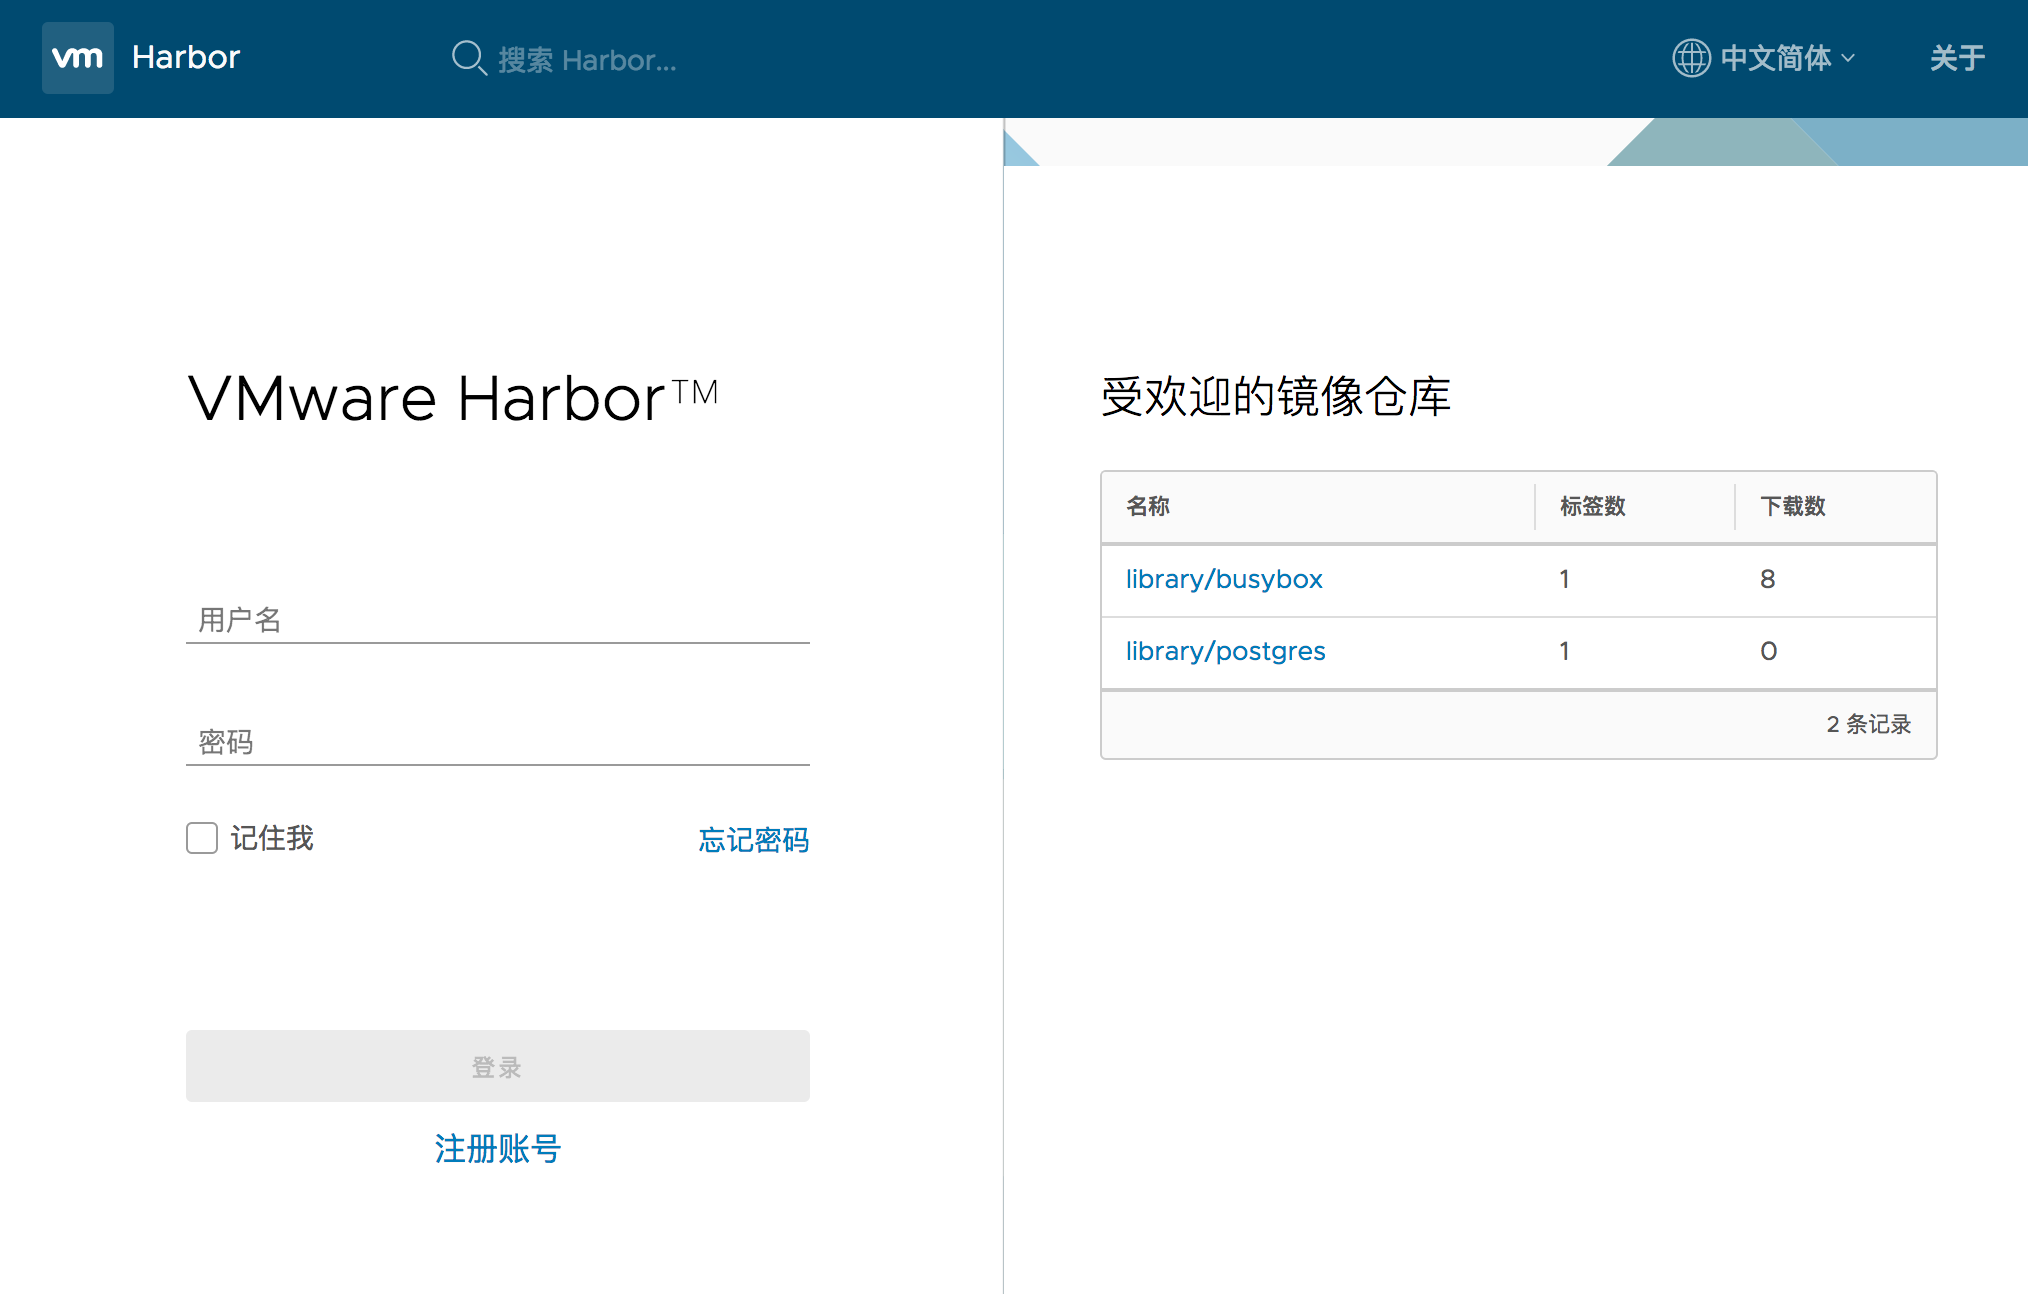 vm Harbor 搜索 Harbor... 中文简体 关于
VMware Harbor™
用户名
密码
记住我 忘记密码
登录
注册账号
受欢迎的镜像仓库
名称 标签数 下载数
library/busybox 1 8
library/postgres 1 0
2 条记录